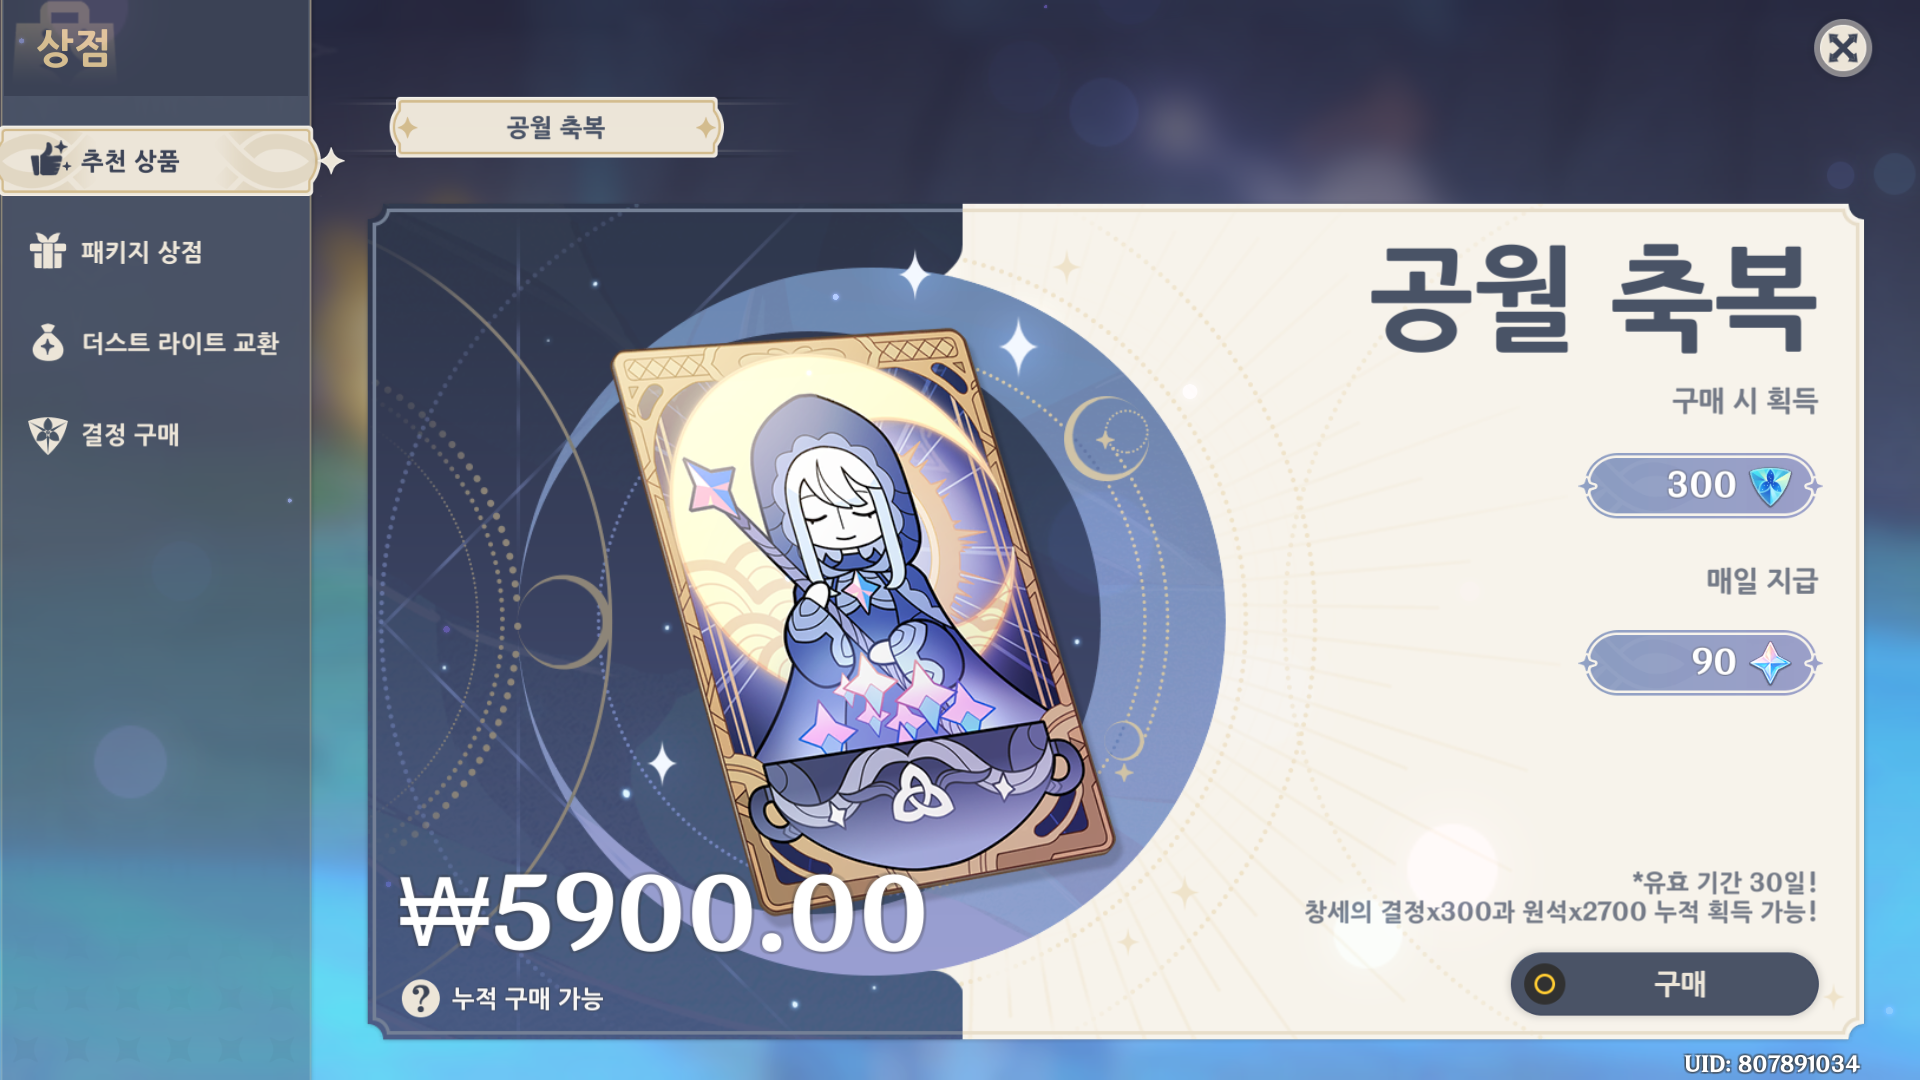 상점
추천 상품
패키지 상점
더스트 라이트 교환
결정 구매
공월 축복
공월 축복
구매 시 획득
300
매일 지급
90
*유효 기간 30일!
창세의 결정x300과 원석x2700 누적 획득 가능!
₩5900.00
? 누적 구매 가능
구매
UID: 807891034